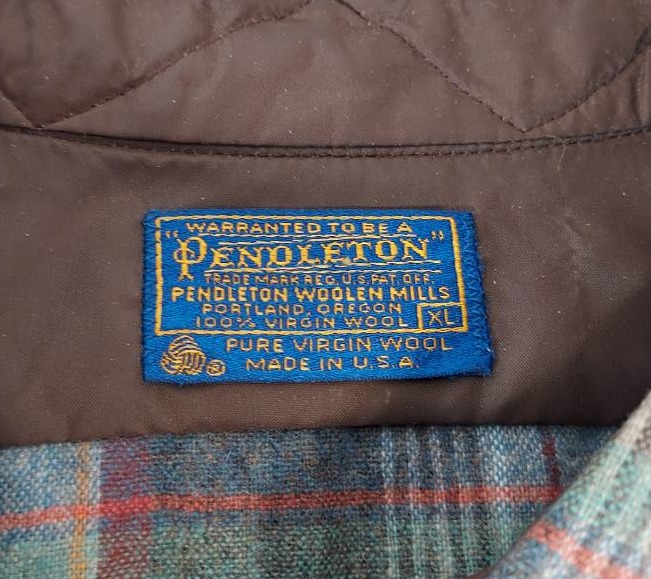 WARRANTED TO BE A
"PENDLETON"
TRADE MARK REG. U.S. PAT. OFF.
PENDLETON WOOLEN MILLS
PORTLAND, OREGON
100% VIRGIN WOOL XL
PURE VIRGIN WOOL
® MADE IN U.S.A.